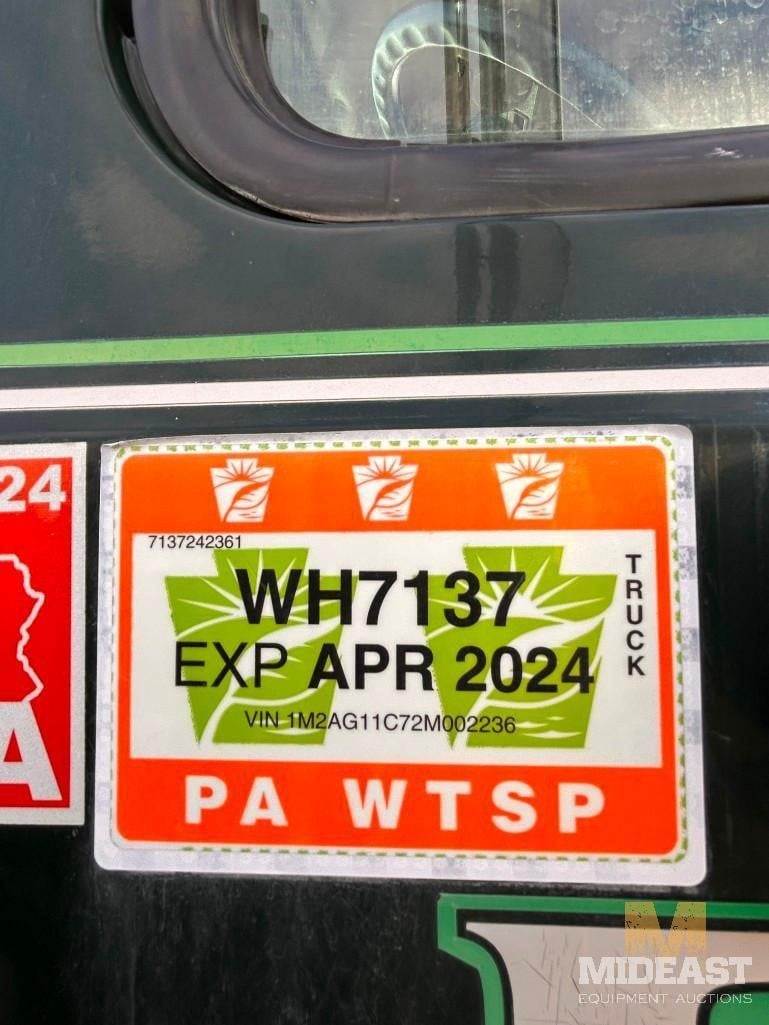 24
A
7137242361
WH7137
EXP APR 2024
TRUCK
VIN 1M2AG11C72M002236
PA WTSP
M
MIDEAST
EQUIPMENT AUCTIONS